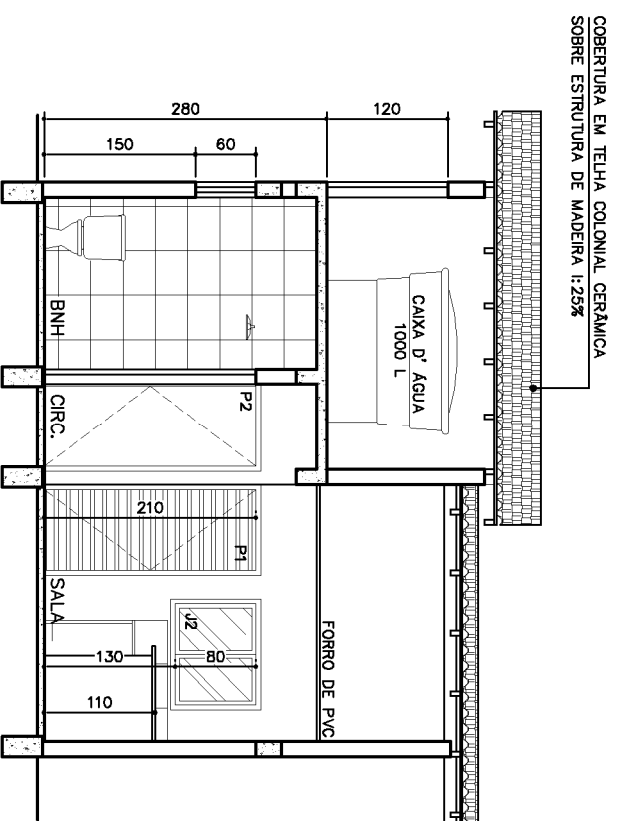 COBERTURA EM TELHA COLONIAL CERÂMICA
SOBRE ESTRUTURA DE MADEIRA I:25%
280
120
150
60
CAIXA D' ÁGUA
1000 L
BNH
CIRC.
P2
210
P1
SALA
J2
FORRO DE PVC
130
80
110